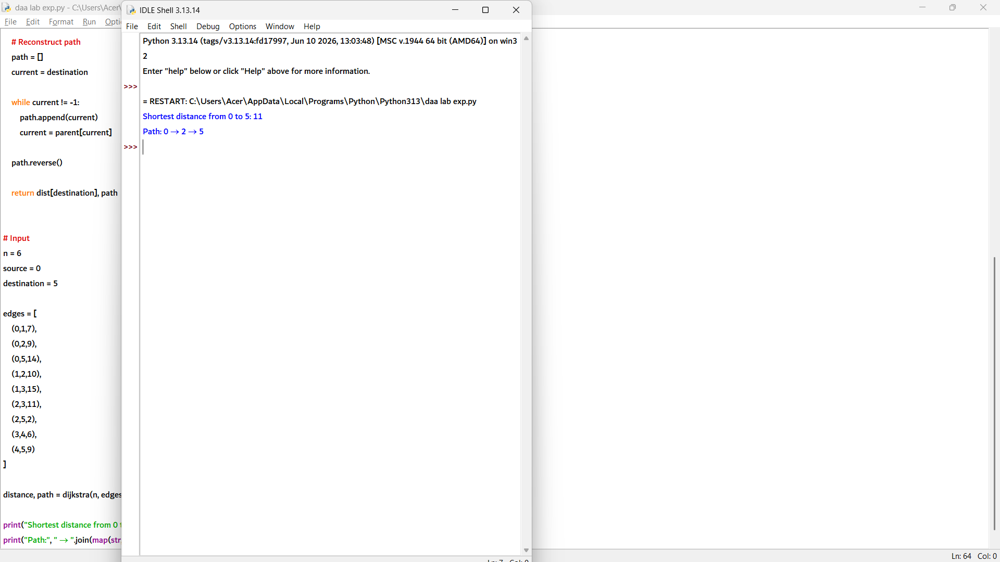 daa lab exp.py - C:\Users\Acer\
File Edit Format Run
# Reconstruct path
path = []
current = destination
while current != -1:
path.append(current)
current = parent[current]
path.reverse()
return dist[destination], path
# Input
n = 6
source = 0
destination = 5
edges = [
(0,1,7),
(0,2,9),
(0,5,14),
(1,2,10),
(1,3,15),
(2,3,11),
(2,5,2),
(3,4,6),
(4,5,9)
]
distance, path = dijkstra(n, edges
print("Shortest distance from 0
print("Path:", " → ".join(map(str
IDLE Shell 3.13.14
File Edit Shell Debug Options Window Help
Python 3.13.14 (tags/v3.13.14:fd17997, Jun 10 2026, 13:03:48) [MSC v.1944 64 bit (AMD64)] on win3
2
Enter "help" below or click "Help" above for more information.
>>>
= RESTART: C:\Users\Acer\AppData\Local\Programs\Python\Python313\daa lab exp.py
Shortest distance from 0 to 5: 11
Path: 0 → 2 → 5
>>>
Ln: 7 Col: 0
Ln: 64 Col: 0